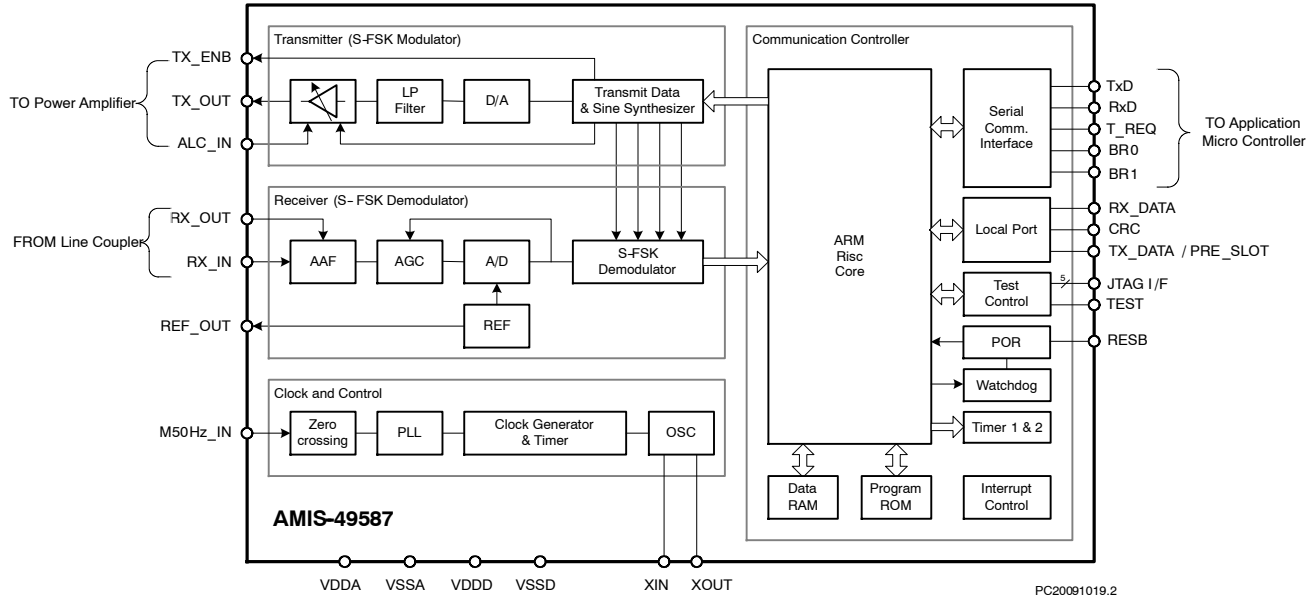 Transmitter (S-FSK Modulator)
Communication Controller
TO Power Amplifier
TX_ENB
TX_OUT
ALC_IN
LP
Filter
D/A
Transmit Data
& Sine Synthesizer
Receiver (S- FSK Demodulator)
FROM Line Coupler
RX_OUT
RX_IN
REF_OUT
AAF
AGC
A/D
S-FSK
Demodulator
REF
Clock and Control
M50Hz_IN
Zero
crossing
PLL
Clock Generator
& Timer
OSC
AMIS-49587
ARM
Risc
Core
Serial
Comm.
Interface
Local Port
Test
Control
POR
Watchdog
Timer 1 & 2
Data
RAM
Program
ROM
Interrupt
Control
TxD
RxD
T_REQ
BR0
BR1
TO Application
Micro Controller
RX_DATA
CRC
TX_DATA / PRE_SLOT
5
JTAG I/F
TEST
RESB
VDDA
VSSA
VDDD
VSSD
XIN
XOUT
PC20091019.2